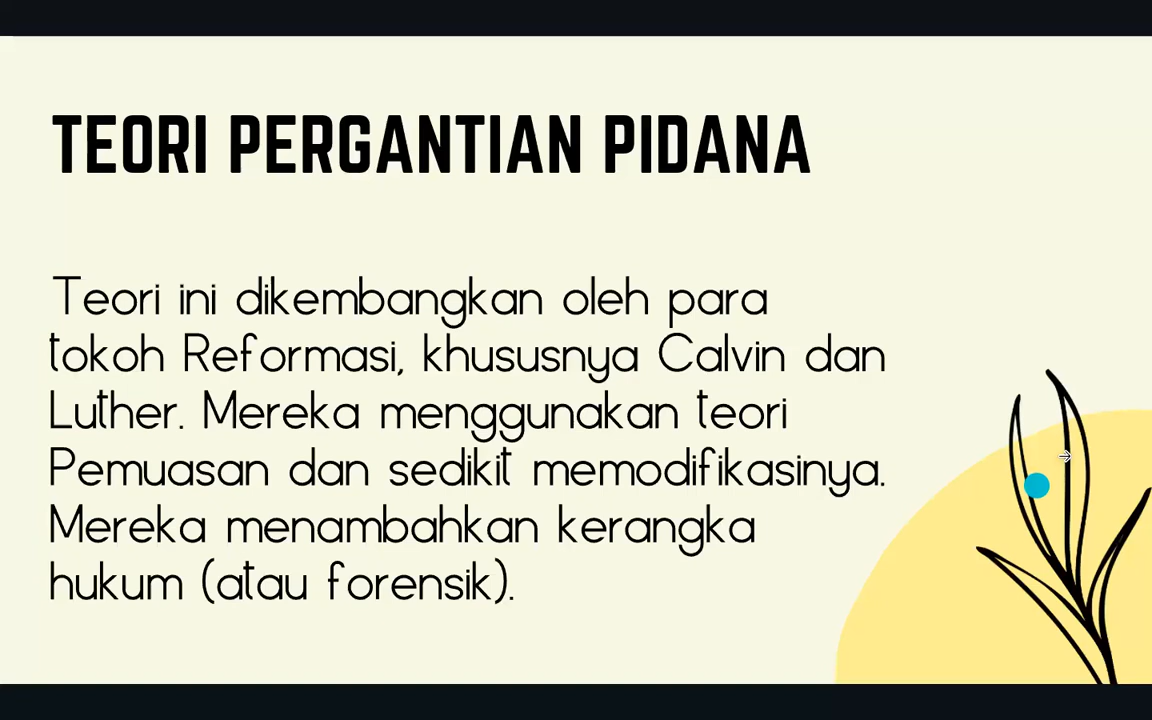 TEORI PERGANTIAN PIDANA
Teori ini dikembangkan oleh para
tokoh Reformasi, khususnya Calvin dan
Luther. Mereka menggunakan teori
Pemuasan dan sedikit memodifikasinya.
Mereka menambahkan kerangka
hukum (atau forensik).